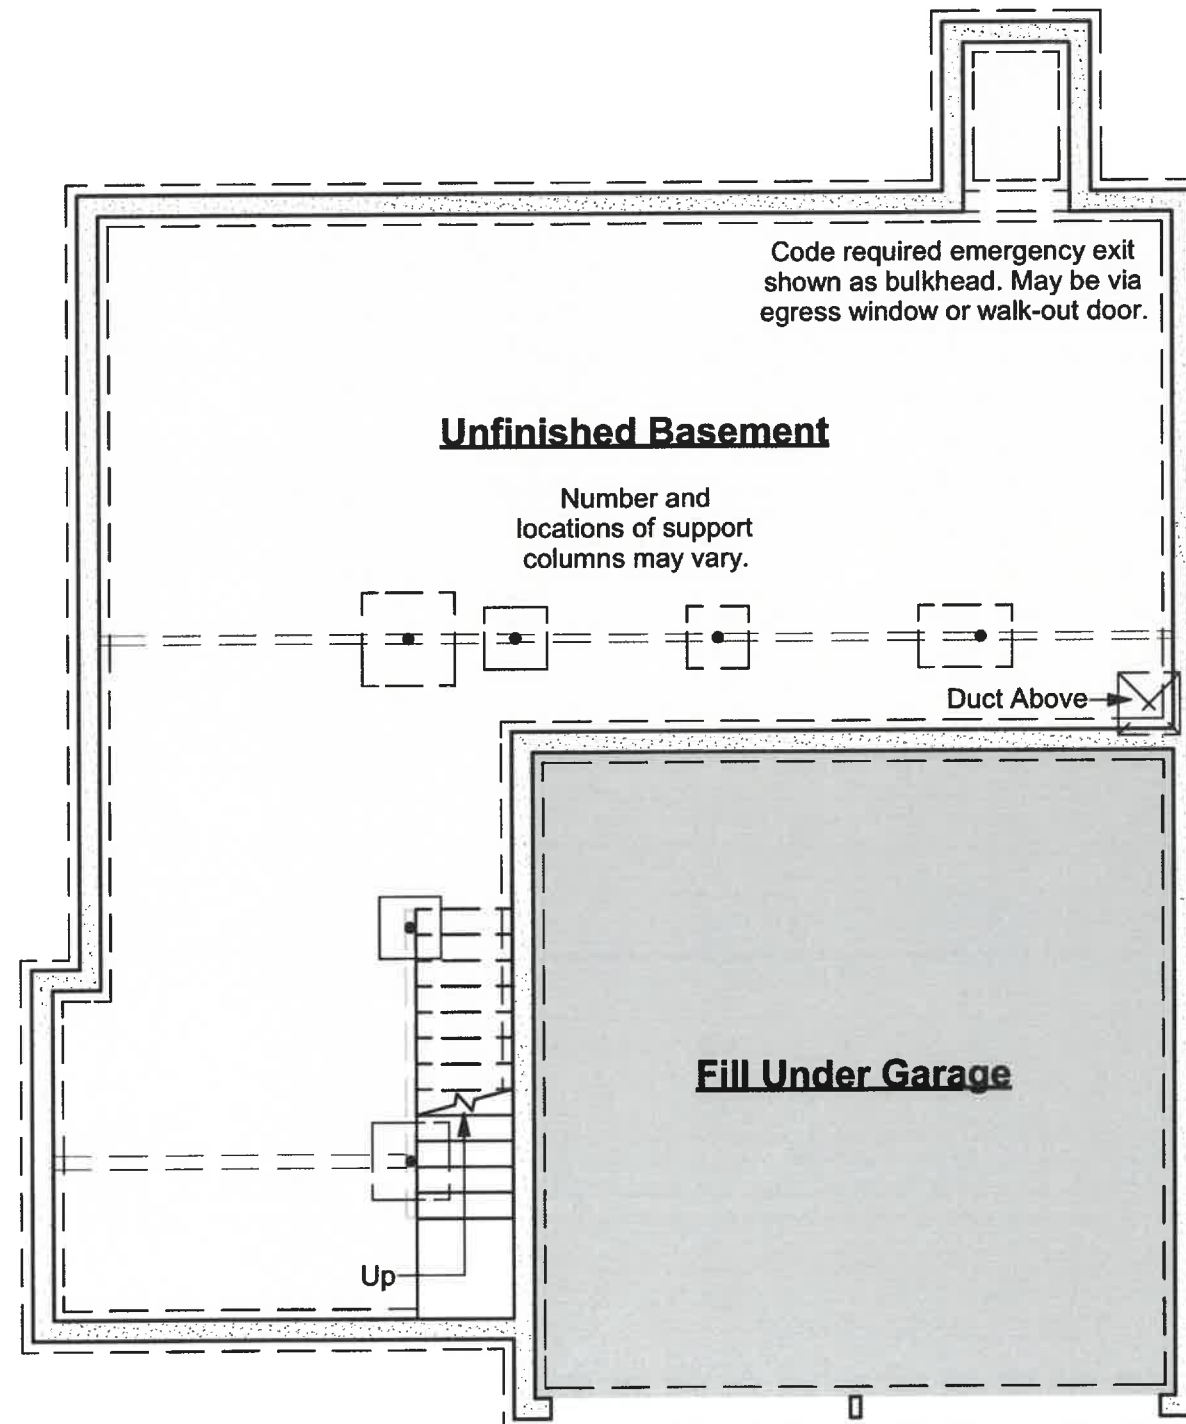 Code required emergency exit
shown as bulkhead. May be via
egress window or walk-out door.
Unfinished Basement
Number and
locations of support
columns may vary.
Duct Above
Fill Under Garage
Up